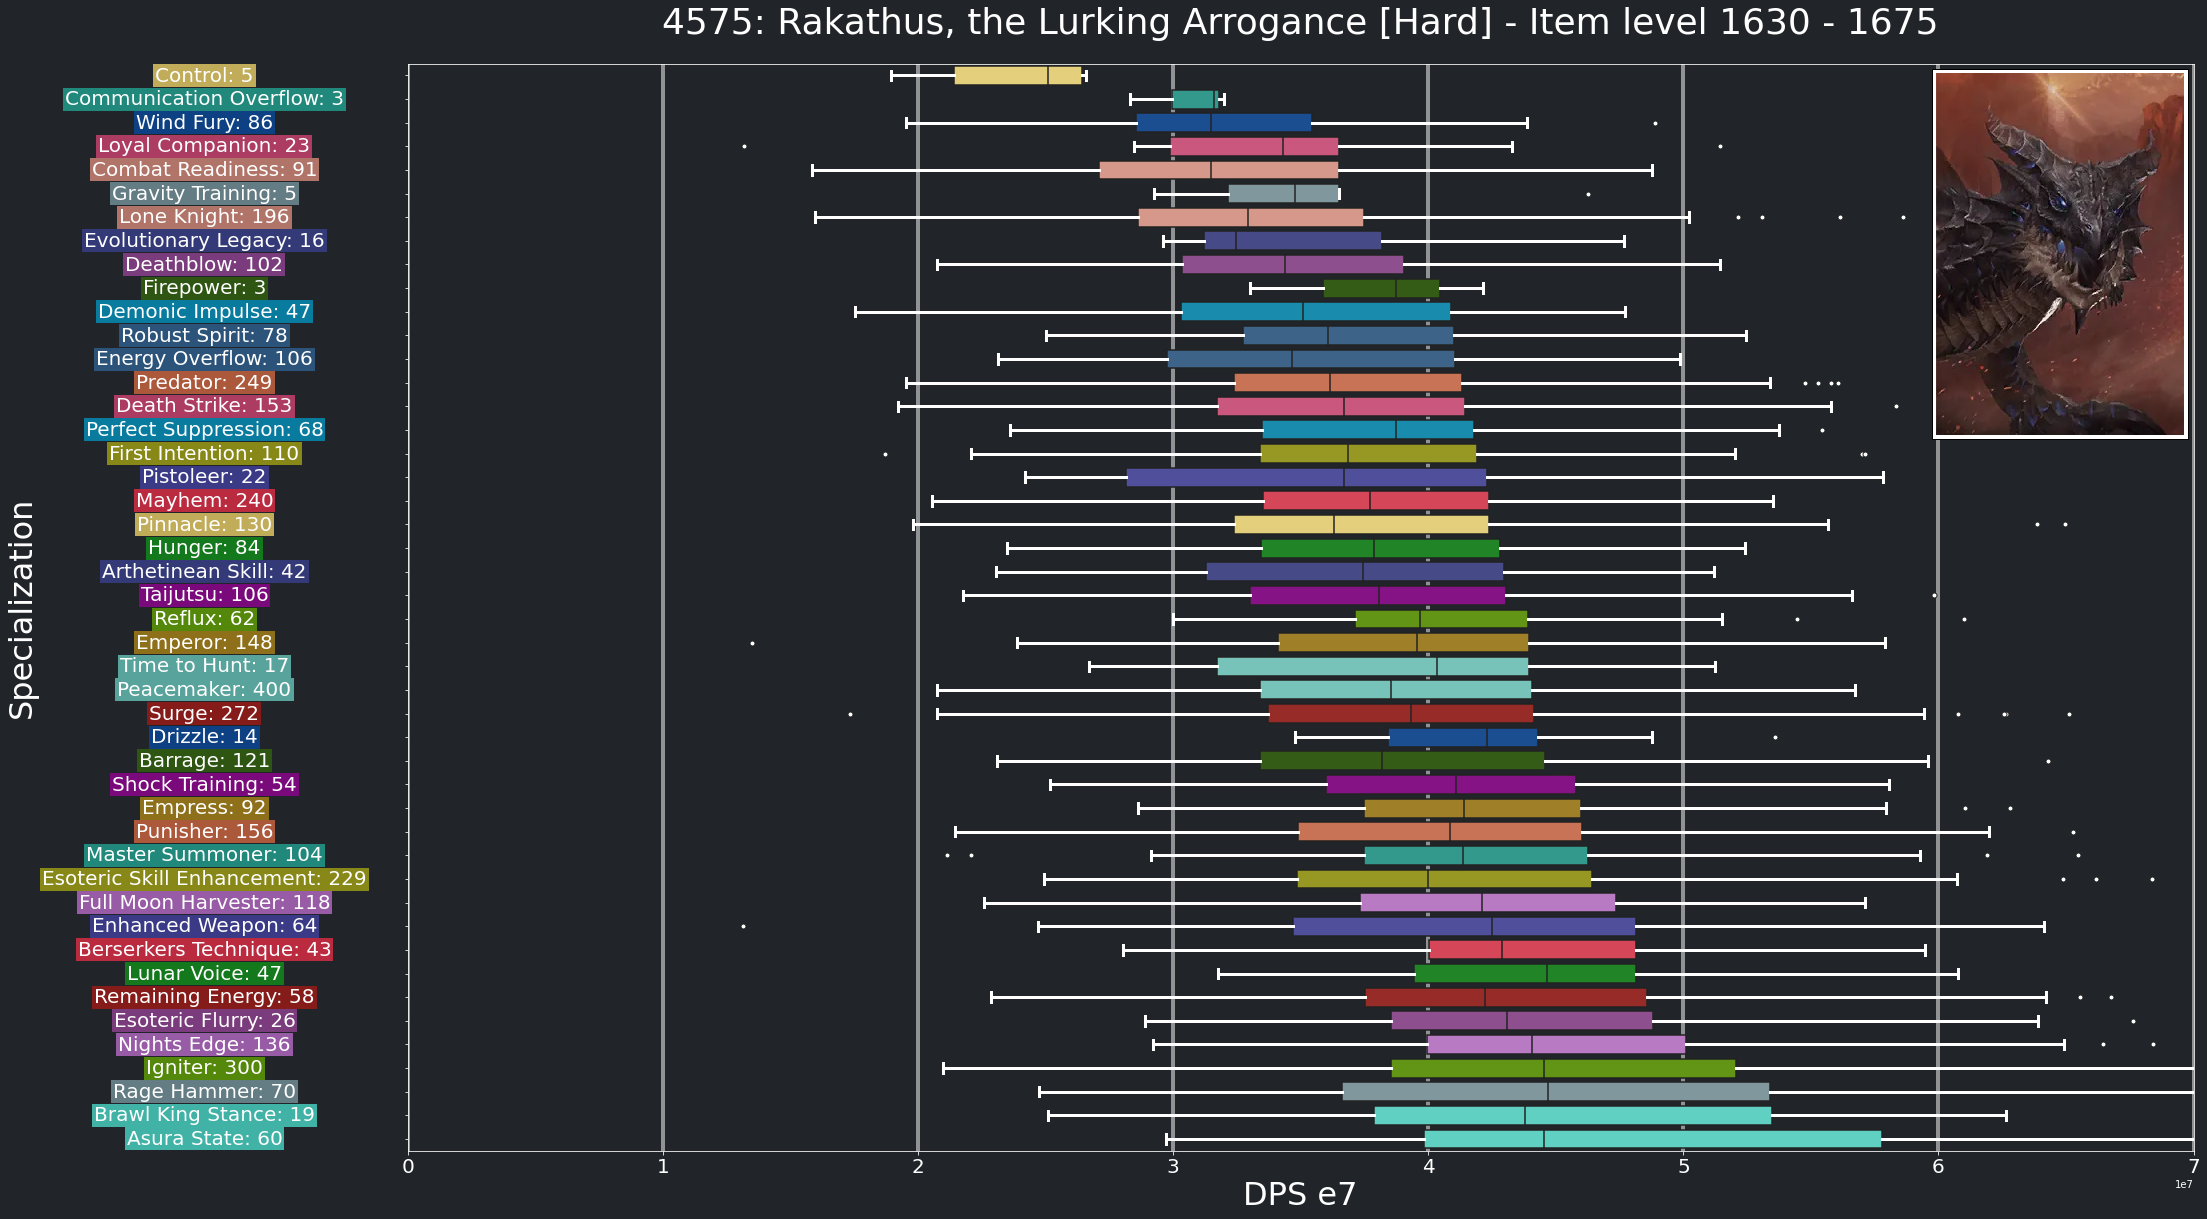 4575: Rakathus, the Lurking Arrogance [Hard] - Item level 1630 - 1675
Specialization
Control: 5
Communication Overflow: 3
Wind Fury: 86
Loyal Companion: 23
Combat Readiness: 91
Gravity Training: 5
Lone Knight: 196
Evolutionary Legacy: 16
Deathblow: 102
Firepower: 3
Demonic Impulse: 47
Robust Spirit: 78
Energy Overflow: 106
Predator: 249
Death Strike: 153
Perfect Suppression: 68
First Intention: 110
Pistoleer: 22
Mayhem: 240
Pinnacle: 130
Hunger: 84
Arthetinean Skill: 42
Taijutsu: 106
Reflux: 62
Emperor: 148
Time to Hunt: 17
Peacemaker: 400
Surge: 272
Drizzle: 14
Barrage: 121
Shock Training: 54
Empress: 92
Punisher: 156
Master Summoner: 104
Esoteric Skill Enhancement: 229
Full Moon Harvester: 118
Enhanced Weapon: 64
Berserkers Technique: 43
Lunar Voice: 47
Remaining Energy: 58
Esoteric Flurry: 26
Nights Edge: 136
Igniter: 300
Rage Hammer: 70
Brawl King Stance: 19
Asura State: 60
0 1 2 3 4 5 6 7
1e7
DPS e7